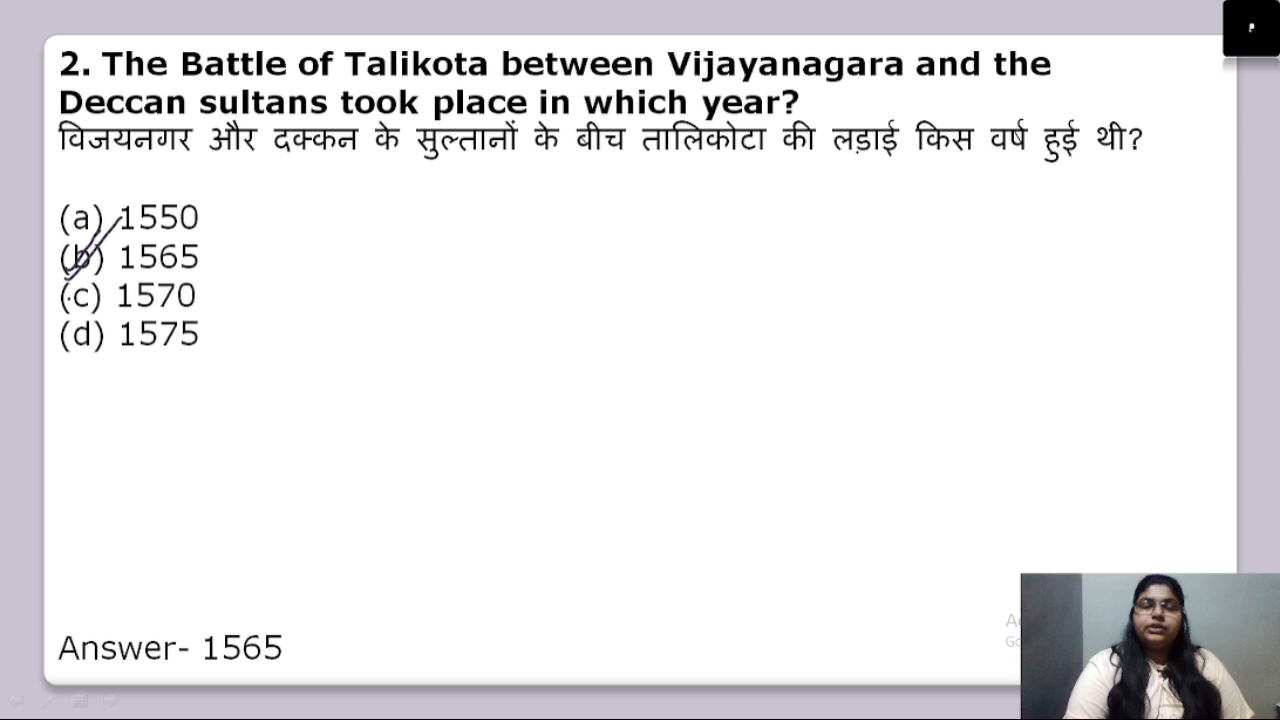 2. The Battle of Talikota between Vijayanagara and the
Deccan sultans took place in which year?
विजयनगर और दक्कन के सुल्तानों के बीच तालिकोटा की लड़ाई किस वर्ष हुई थी?
(a) 1550
(b) 1565
(c) 1570
(d) 1575
Answer- 1565